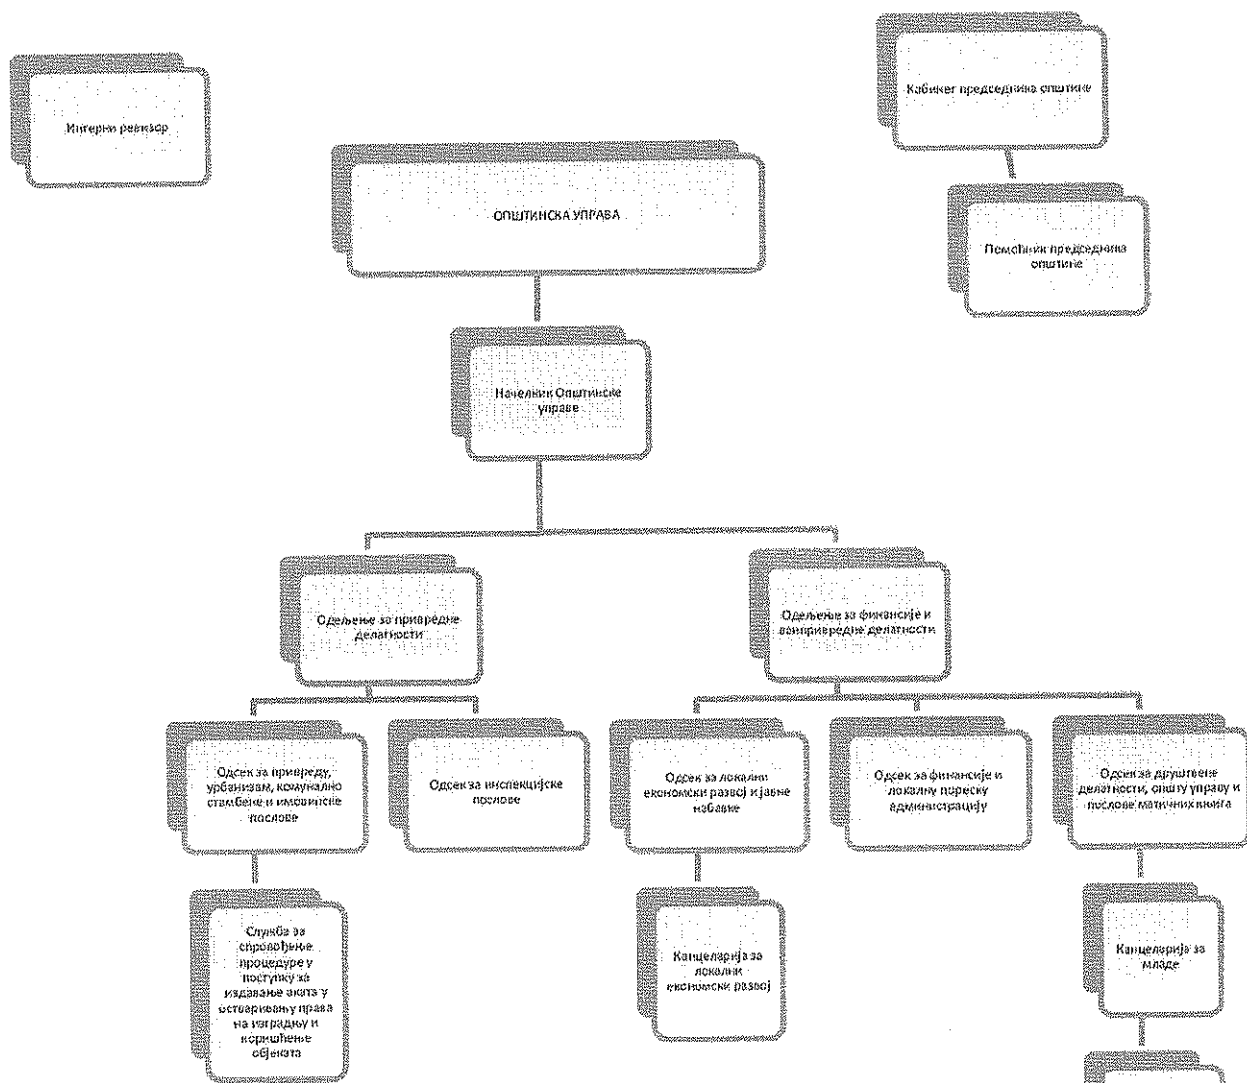 Интерни ревизор
Кабинет председника општине
ОПШТИНСКА УПРАВА
Помоћник председника
општине
Начелник Општинске
управе
Одељење за привредне
делатности
Одељење за финансије и
ванпривредне делатности
Одсек за привреду,
урбанизам, комунално
стамбене и имовинске
послове
Одсек за инспекцијске
послове
Одсек за локални
економски развој и јавне
набавке
Одсек за финансије и
локалну пореску
администрацију
Одсек за друштвене
делатности, општу управу и
послове матичних књига
Служба за
спровођење
процедуре у
поступку за
издавање аката у
остваривању права
на изградњу и
коришћење
објеката
Канцеларија за
локални
економски развој
Канцеларија за
младе